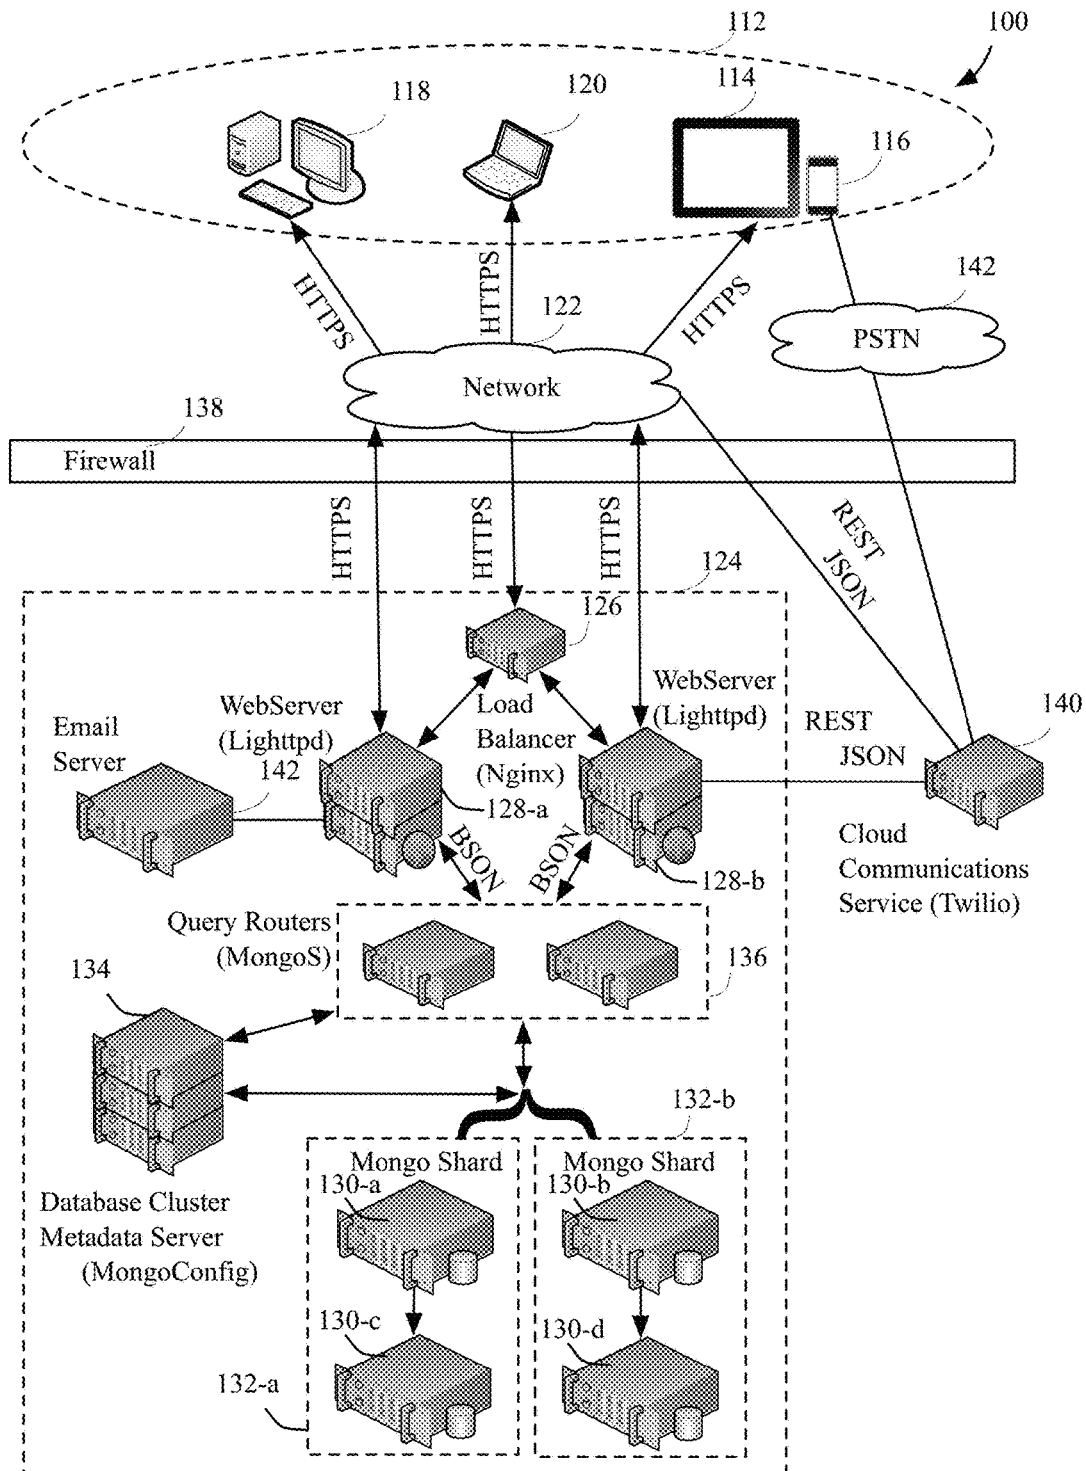 112
100
118
120
114
116
HTTPS
HTTPS
HTTPS
122
142
PSTN
Network
138
Firewall
HTTPS
HTTPS
HTTPS
REST
JSON
124
126
WebServer
(Lighttpd)
Load
Balancer
(Nginx)
WebServer
(Lighttpd)
Email
Server
142
REST
JSON
140
128-a
BSON
BSON
128-b
Cloud
Communications
Service (Twilio)
Query Routers
(MongoS)
136
134
132-b
Mongo Shard
Mongo Shard
130-a
130-b
Database Cluster
Metadata Server
(MongoConfig)
130-c
130-d
132-a